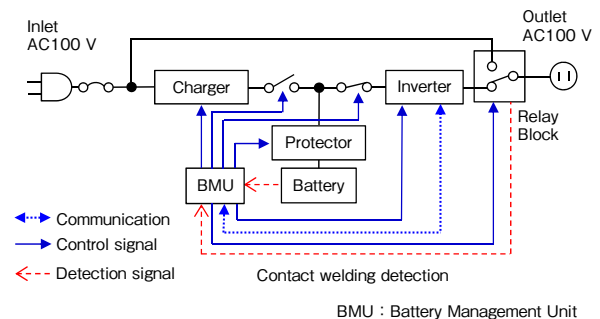 Inlet
AC100 V
Outlet
AC100 V
Charger
Inverter
Relay
Block
Protector
BMU
Battery
Communication
Control signal
Detection signal
Contact welding detection
BMU : Battery Management Unit